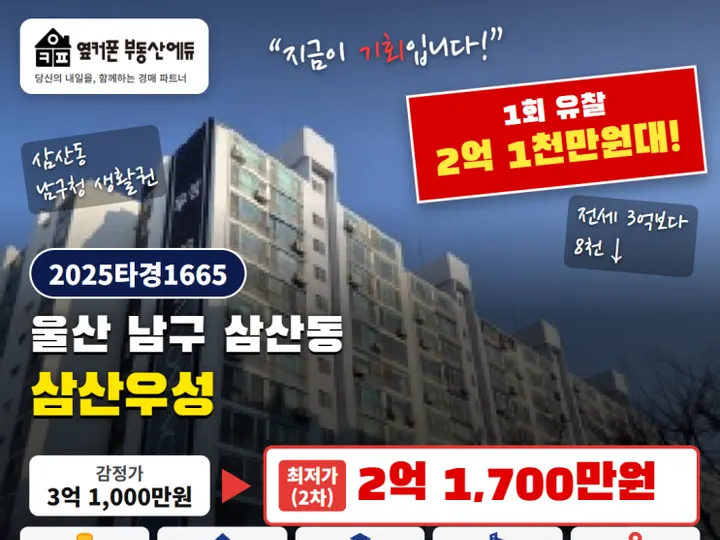 옆커폰 부동산에듀
당신의 내일을, 함께하는 경매 파트너
“지금이 기회입니다!”
1회 유찰
2억 1천만원대!
삼산동
남구청 생활권
전세 3억보다
8천 ↓
2025타경1665
울산 남구 삼산동
삼산우성
감정가
3억 1,000만원
최저가
(2차)
2억 1,700만원